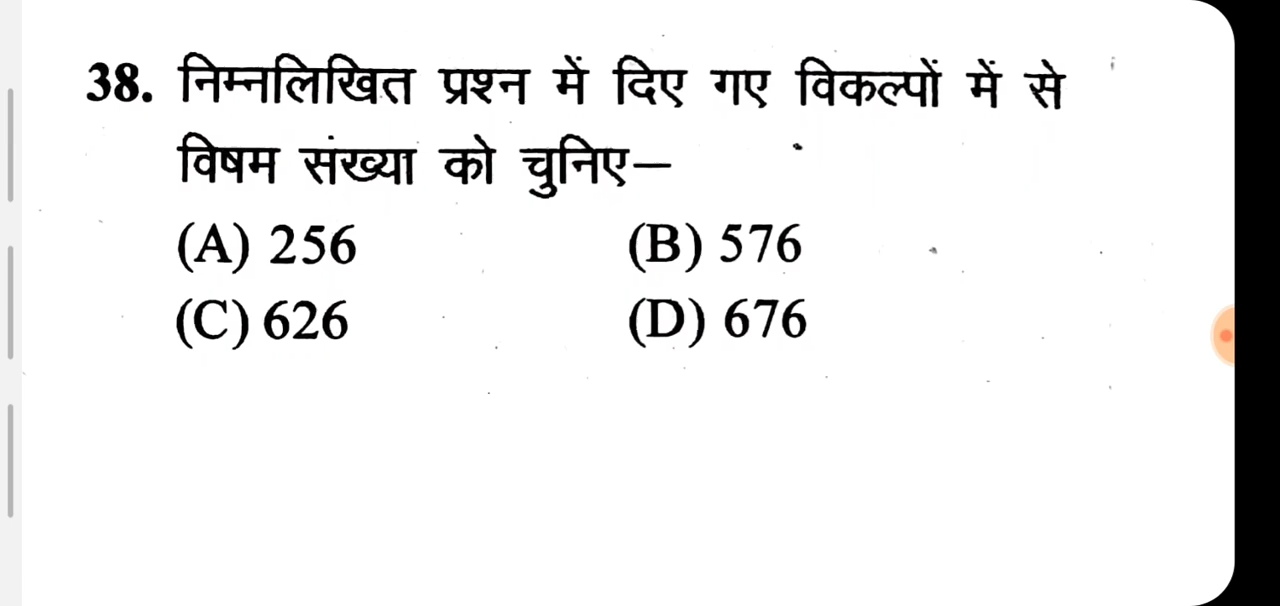 38. निम्नलिखित प्रश्न में दिए गए विकल्पों में से
विषम संख्या को चुनिए—
(A) 256 (B) 576
(C) 626 (D) 676